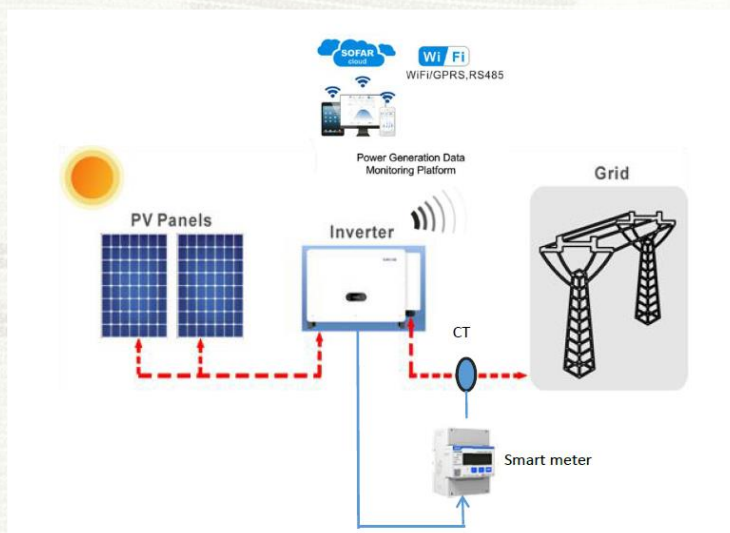 SOFAR
cloud
Wi Fi
WiFi/GPRS,RS485
Power Generation Data
Monitoring Platform
Grid
PV Panels
Inverter
CT
Smart meter